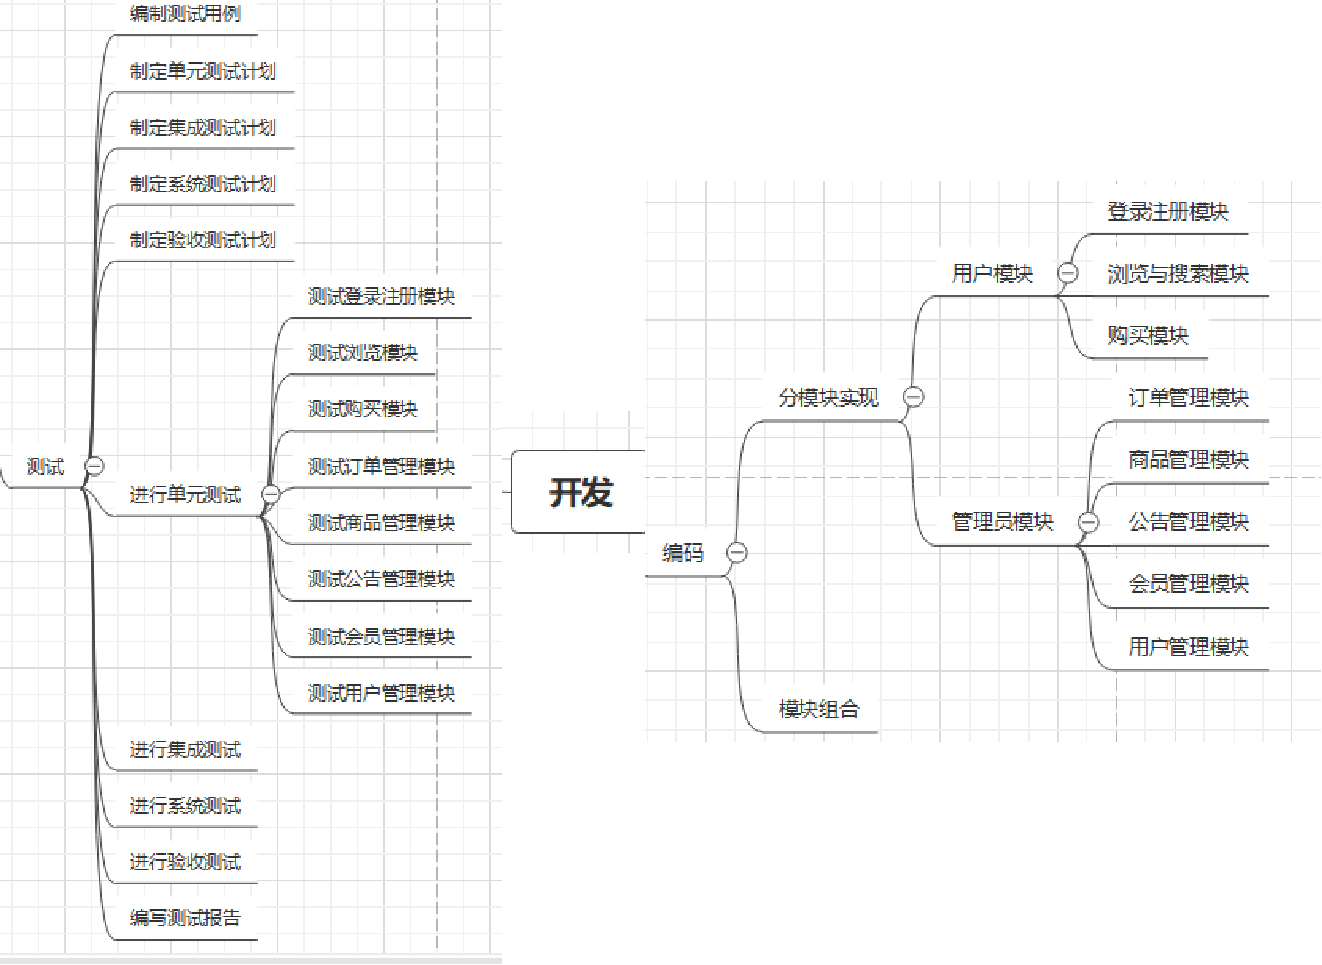 编制测试用例
制定单元测试计划
制定集成测试计划
制定系统测试计划
制定验收测试计划
测试
进行单元测试
测试登录注册模块
测试浏览模块
测试购买模块
测试订单管理模块
测试商品管理模块
测试公告管理模块
测试会员管理模块
测试用户管理模块
进行集成测试
进行系统测试
进行验收测试
编写测试报告
开发
编码
分模块实现
用户模块
登录注册模块
浏览与搜索模块
购买模块
管理员模块
订单管理模块
商品管理模块
公告管理模块
会员管理模块
用户管理模块
模块组合